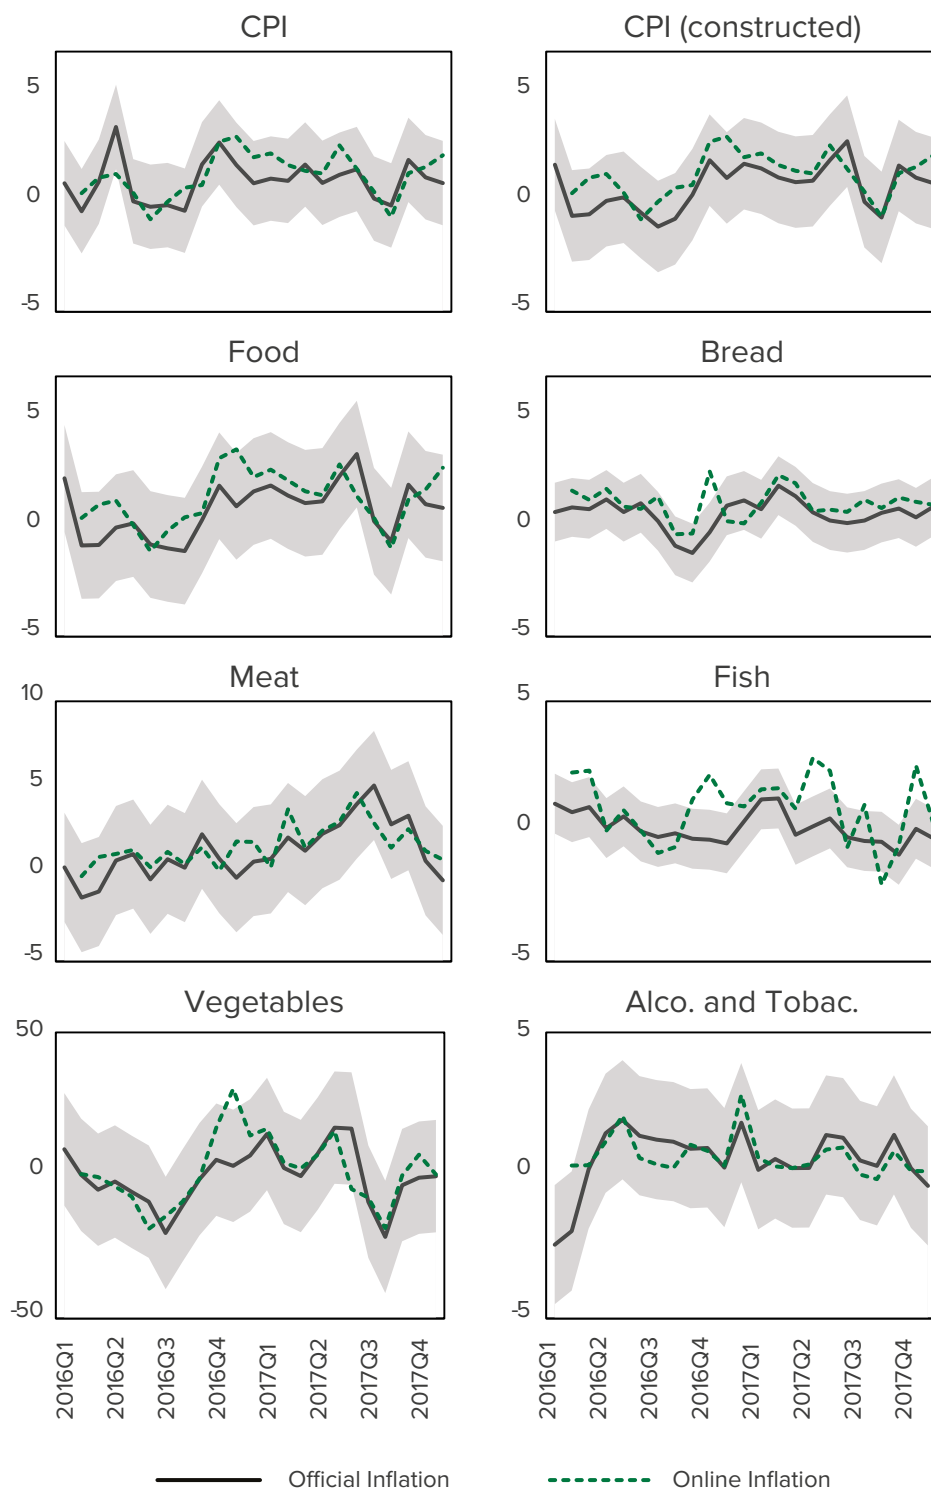 CPI
CPI (constructed)
5
0
-5
5
0
-5
Food
Bread
5
0
-5
5
0
-5
Meat
Fish
10
5
0
-5
5
0
-5
Vegetables
Alco. and Tobac.
50
0
-50
5
0
-5
2016Q1
2016Q2
2016Q3
2016Q4
2017Q1
2017Q2
2017Q3
2017Q4
2016Q1
2016Q2
2016Q3
2016Q4
2017Q1
2017Q2
2017Q3
2017Q4
Official Inflation
Online Inflation